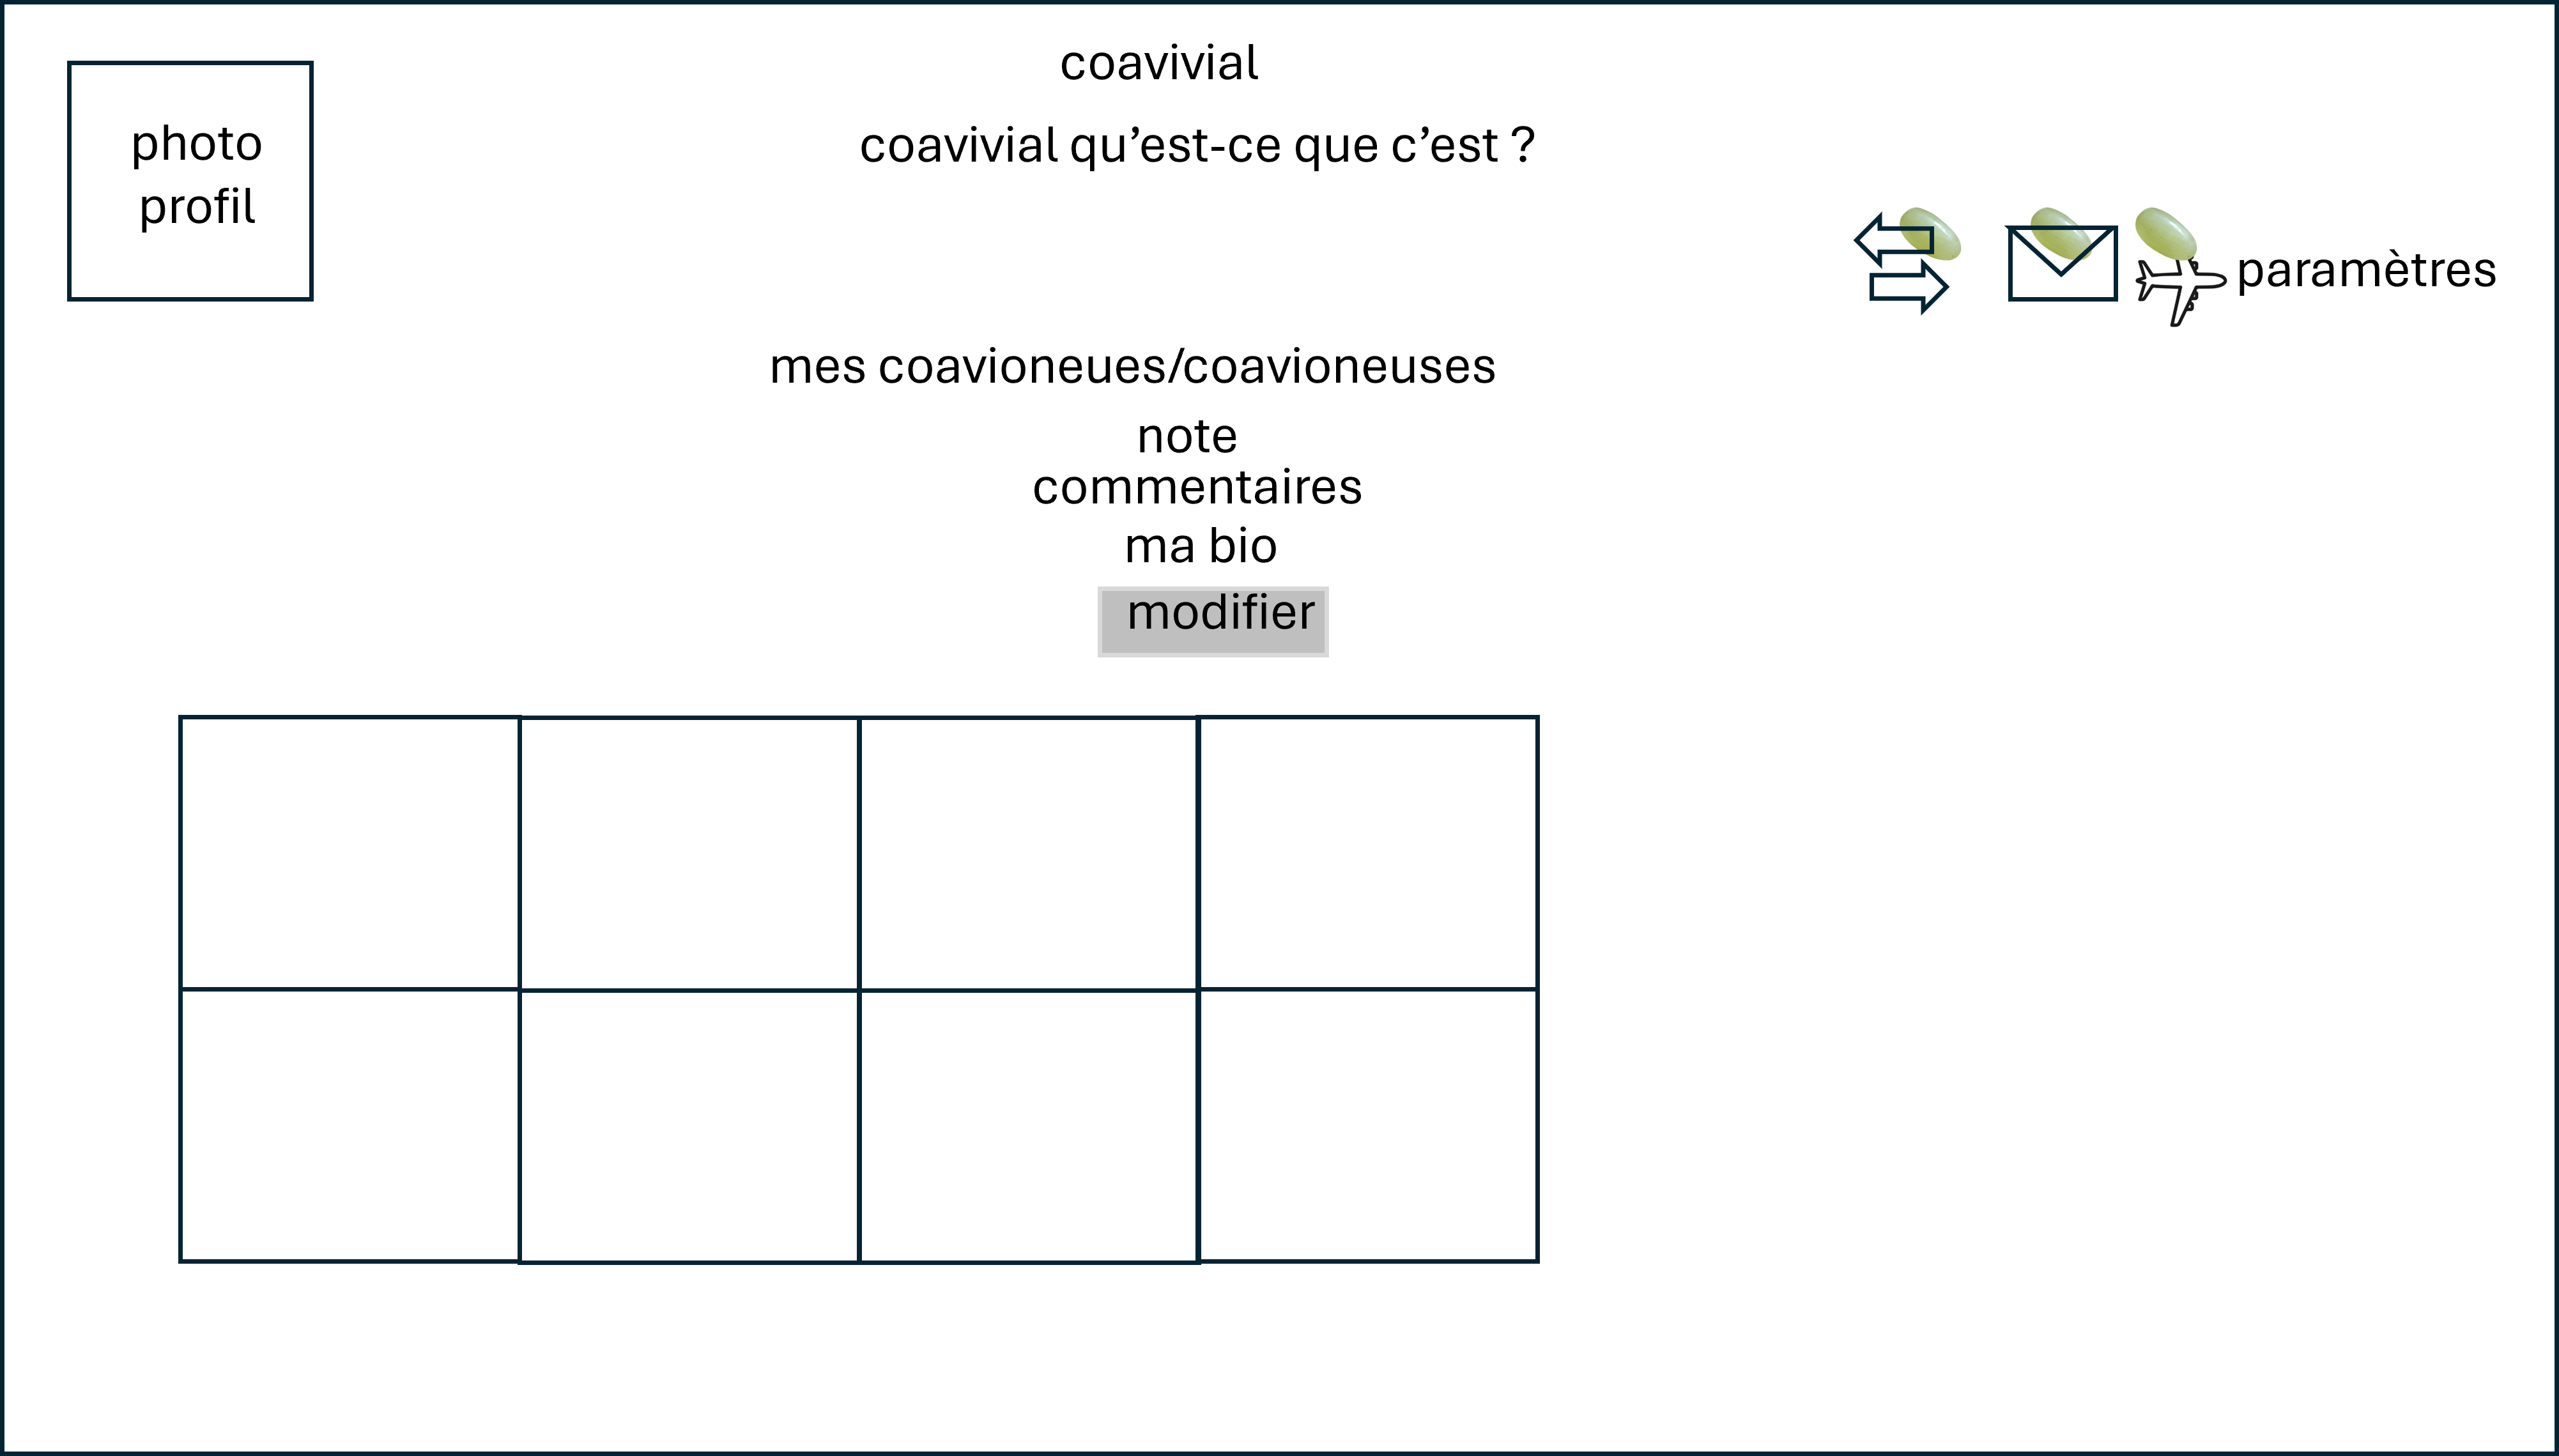 coavivial
photo
profil
coavivial qu’est-ce que c’est ?
paramètres
mes coavioneues/coavioneuses
note
commentaires
ma bio
modifier